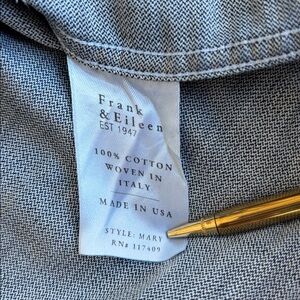 Frank
& Eileen
EST 1947
100% COTTON
WOVEN IN
ITALY
MADE IN USA
STYLE: MARY
RN# 117409